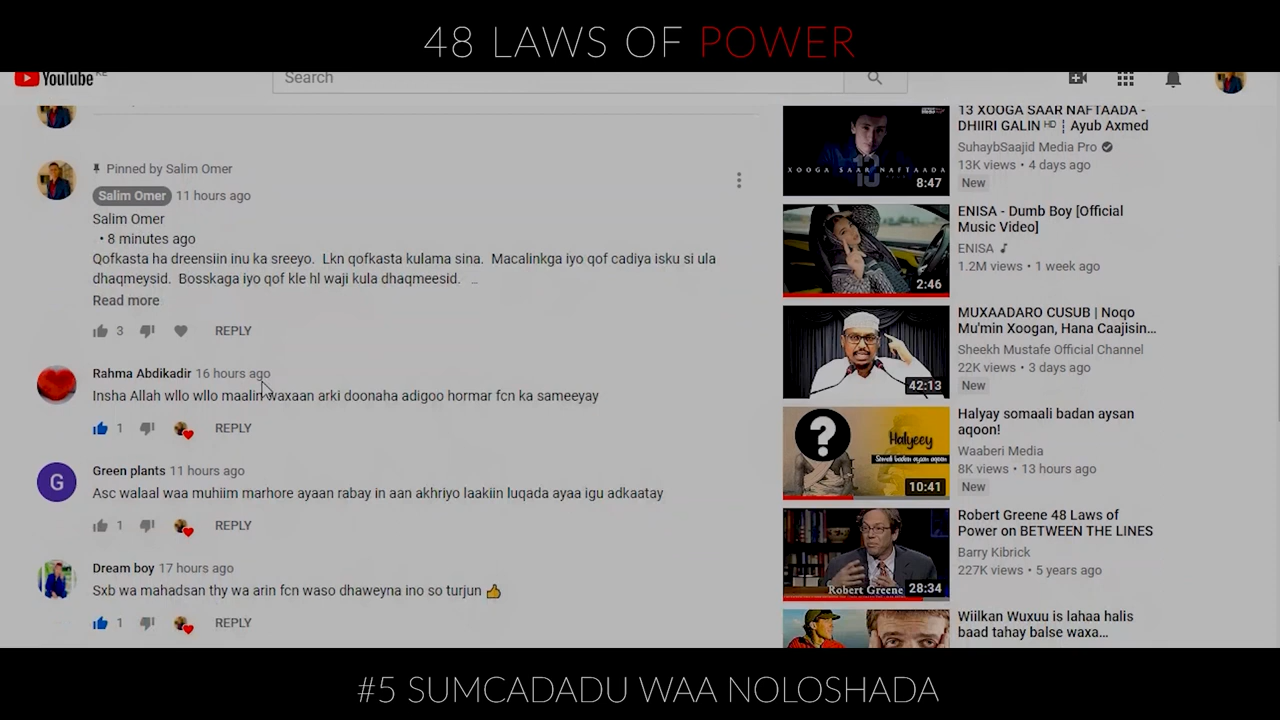 48 LAWS OF POWER
YouTube
Search
Pinned by Salim Omer
Salim Omer 11 hours ago
Salim Omer
• 8 minutes ago
Qofkasta ha dreensiin inu ka sreeyo. Lkn qofkasta kulama sina. Macalinkga iyo qof cadiya isku si ula
dhaqmeysid. Bosskaga iyo qof kle hl waji kula dhaqmeesid. ...
Read more
3 REPLY
Rahma Abdikadir 16 hours ago
Insha Allah wllo wllo maalin waxaan arki doonaha adigoo hormar fcn ka sameeyay
1 REPLY
G
Green plants 11 hours ago
Asc walaal waa muhiim marhore ayaan rabay in aan akhriyo laakiin luqada ayaa igu adkaatay
1 REPLY
Dream boy 17 hours ago
Sxb wa mahadsan thy wa arin fcn waso dhaweyna ino so turjun 👍
1 REPLY
XOOGA SAAR NAFTAADA
13
8:47
13 XOOGA SAAR NAFTAADA -
DHIIRI GALIN ᴴᴰ ¦ Ayub Axmed
SuhaybSaajid Media Pro
13K views • 4 days ago
New
2:46
ENISA - Dumb Boy [Official
Music Video]
ENISA ♪
1.2M views • 1 week ago
42:13
MUXAADARO CUSUB | Noqo
Mu'min Xoogan, Hana Caajisin...
Sheekh Mustafe Official Channel
22K views • 3 days ago
New
?
Halyeey
Somali badan aysan aqoon
10:41
Halyay somaali badan aysan
aqoon!
Waaberi Media
8K views • 13 hours ago
New
Robert Greene
28:34
Robert Greene 48 Laws of
Power on BETWEEN THE LINES
Barry Kibrick
227K views • 5 years ago
Wiilkan Wuxuu is lahaa halis
baad tahay balse waxa...
#5 SUMCADADU WAA NOLOSHADA